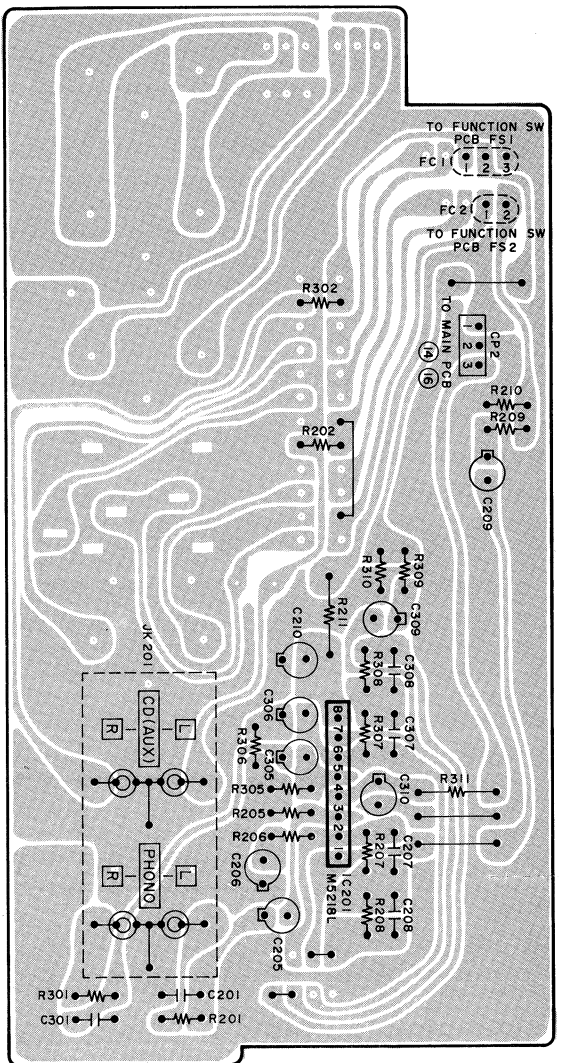 TO FUNCTION SW
PCB FS1
FC1
1 2 3
FC2
1 2
TO FUNCTION SW
PCB FS2
R302
TO MAIN PCB
14
16
1
2
3
CP2
R210
R209
R202
C209
R310
R309
R211
C210
C309
JK201
R308
C308
CD(AUX)
R
L
C306
R306
C305
8 7 6 5 4 3 2 1
R307
C307
R305
R205
R206
C310
R311
PHONO
R
L
C206
IC201
M5218L
R207
C207
R208
C208
C205
R301
C201
C301
R201